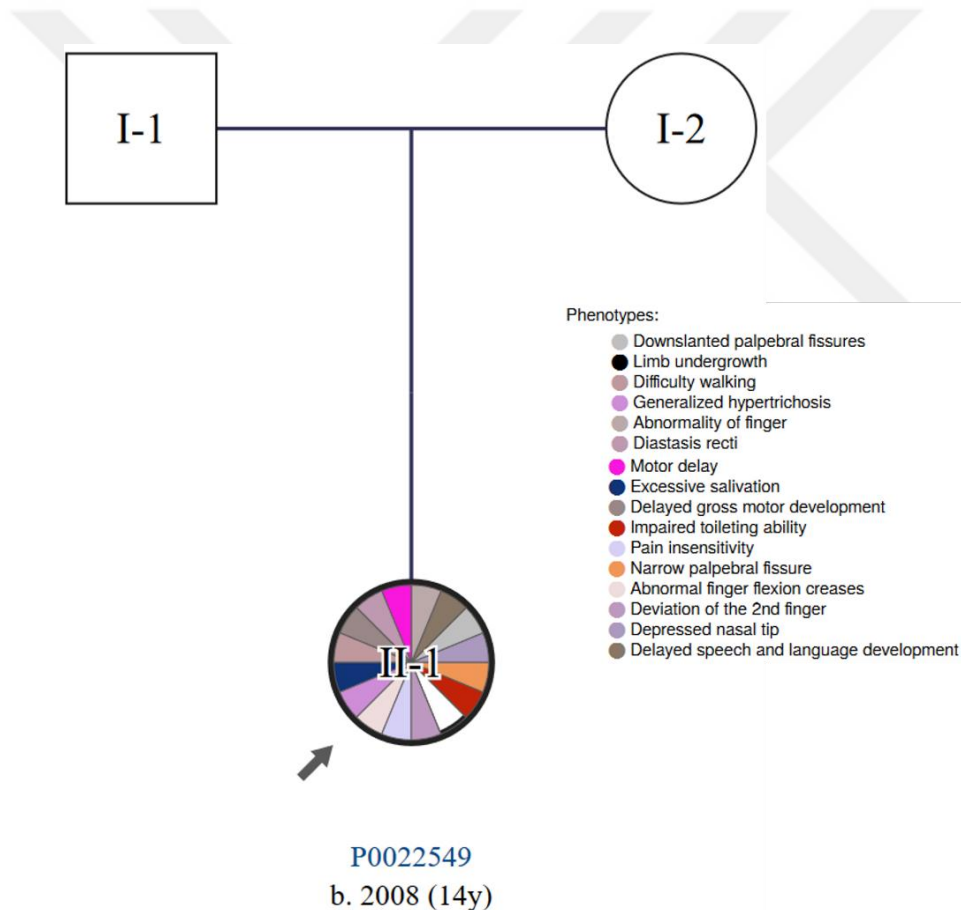 I-1
I-2
Phenotypes:
Downslanted palpebral fissures
Limb undergrowth
Difficulty walking
Generalized hypertrichosis
Abnormality of finger
Diastasis recti
Motor delay
Excessive salivation
Delayed gross motor development
Impaired toileting ability
Pain insensitivity
Narrow palpebral fissure
Abnormal finger flexion creases
Deviation of the 2nd finger
Depressed nasal tip
Delayed speech and language development
II-1
P0022549
b. 2008 (14y)